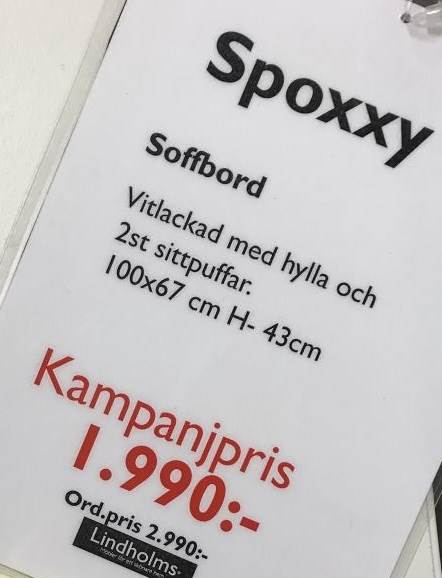 Spoxxy
Soffbord
Vitlackad med hylla och
2st sittpuffar.
100x67 cm H- 43cm
Kampanjpris
1.990:-
Ord.pris 2.990:-
Lindholms